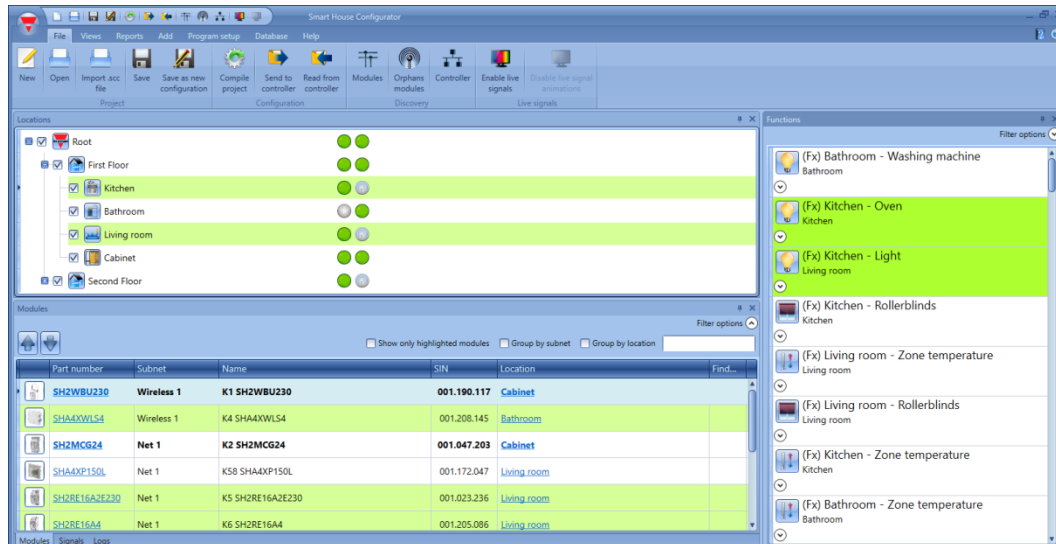 Smart House Configurator
File Views Reports Add Program setup Database Help
New Open Import .scc file Save Save as new configuration Compile project Send to controller Read from controller Modules Orphans modules Controller Enable live signals Disable live signal animations
Project Configuration Discovery Live signals
Locations
Root
First Floor
Kitchen
Bathroom
Living room
Cabinet
Second Floor
Modules
Filter options
Show only highlighted modules Group by subnet Group by location
Part number Subnet Name SIN Location Find...
SH2WBU230 Wireless 1 K1 SH2WBU230 001.190.117 Cabinet
SHA4XWLS4 Wireless 1 K4 SHA4XWLS4 001.208.145 Bathroom
SH2MCG24 Net 1 K2 SH2MCG24 001.047.203 Cabinet
SHA4XP150L Net 1 K58 SHA4XP150L 001.172.047 Living room
SH2RE16A2E230 Net 1 K5 SH2RE16A2E230 001.023.236 Living room
SH2RE16A4 Net 1 K6 SH2RE16A4 001.205.086 Living room
Modules Signals Logs
Functions
Filter options
(Fx) Bathroom - Washing machine
Bathroom
(Fx) Kitchen - Oven
Kitchen
(Fx) Kitchen - Light
Living room
(Fx) Kitchen - Rollerblinds
Kitchen
(Fx) Living room - Zone temperature
Living room
(Fx) Living room - Rollerblinds
Living room
(Fx) Kitchen - Zone temperature
Kitchen
(Fx) Bathroom - Zone temperature
Bathroom